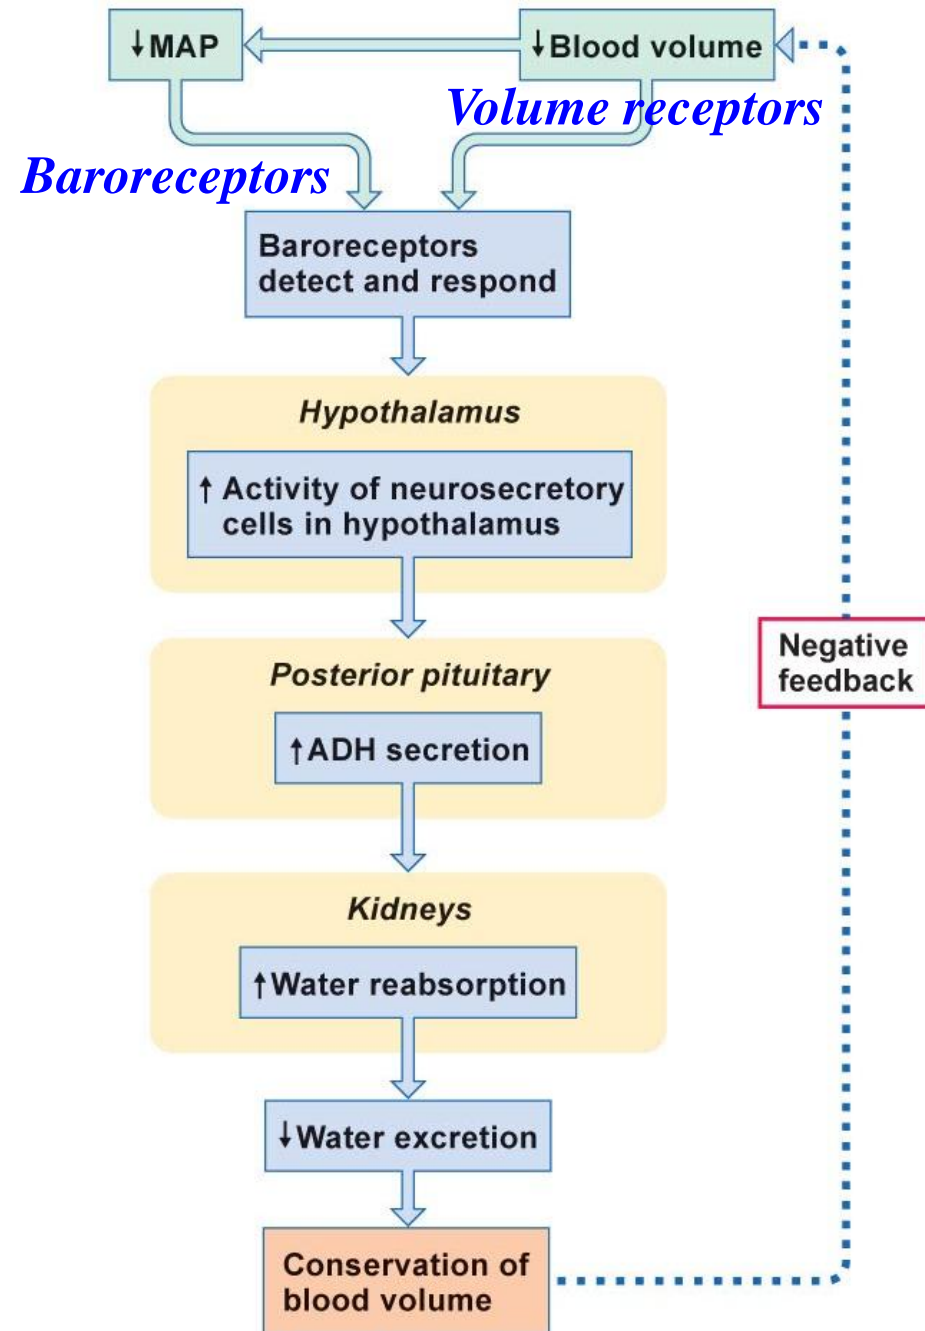 ↓MAP
↓Blood volume
Volume receptors
Baroreceptors
Baroreceptors
detect and respond
Hypothalamus
↑ Activity of neurosecretory
cells in hypothalamus
Negative
feedback
Posterior pituitary
↑ADH secretion
Kidneys
↑Water reabsorption
↓Water excretion
Conservation of
blood volume